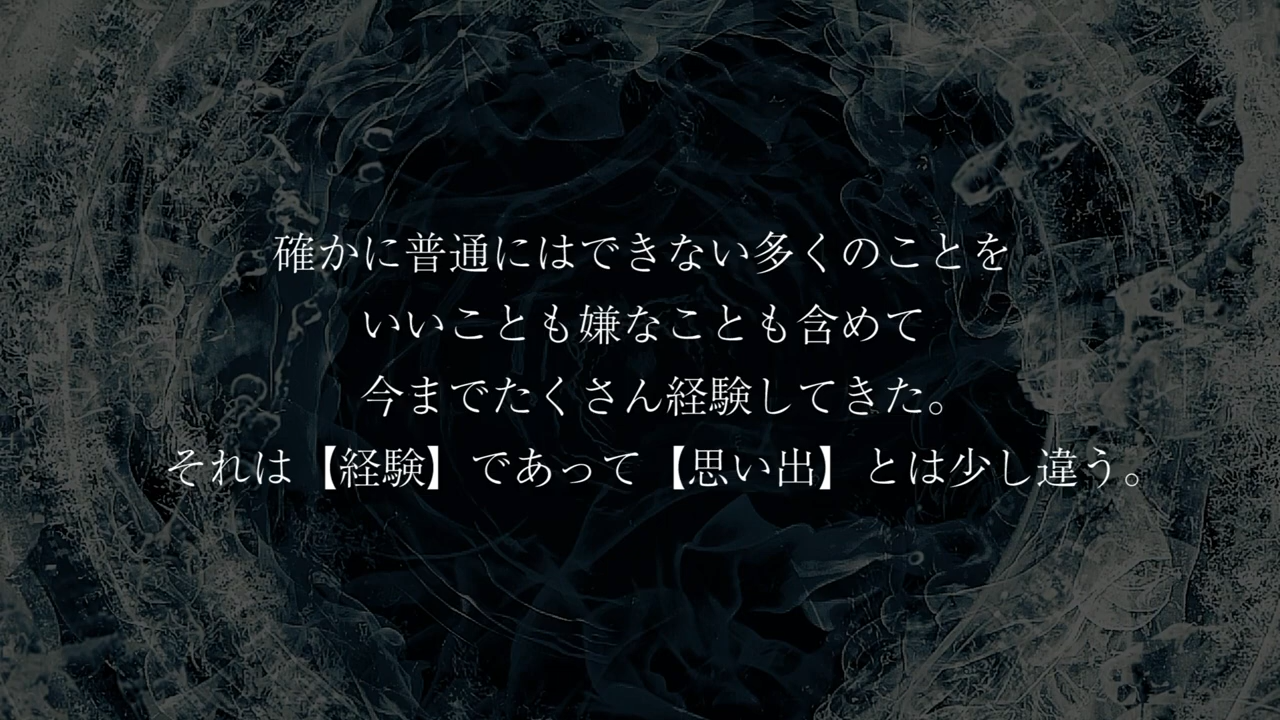 確かに普通にはできない多くのことを
いいことも嫌なことも含めて
今までたくさん経験してきた。
それは【経験】であって【思い出】とは少し違う。